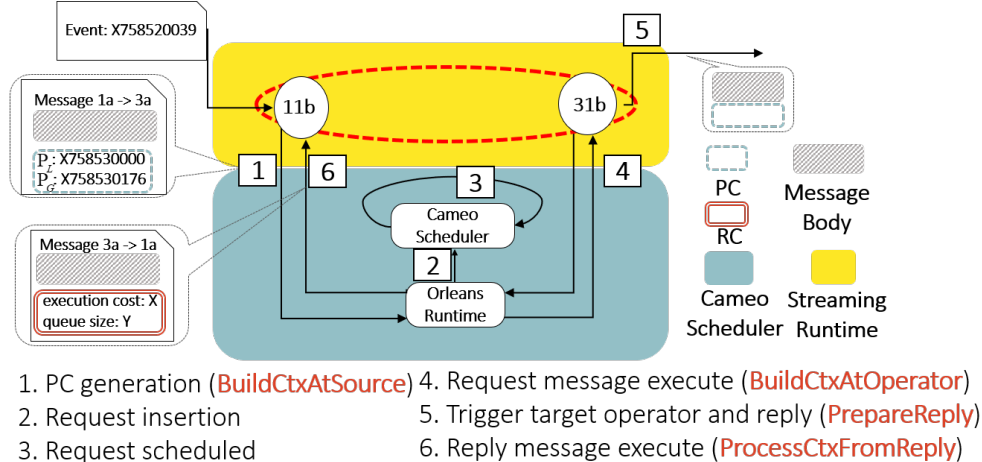 Event: X758520039
5
Message 1a -> 3a
P_L: X758530000
P_G: X758530176
11b
31b
1
6
3
4
Cameo
Scheduler
2
Orleans
Runtime
Message 3a -> 1a
execution cost: X
queue size: Y
PC
RC
Message
Body
Cameo
Scheduler
Streaming
Runtime
1. PC generation (BuildCtxAtSource)
2. Request insertion
3. Request scheduled
4. Request message execute (BuildCtxAtOperator)
5. Trigger target operator and reply (PrepareReply)
6. Reply message execute (ProcessCtxFromReply)